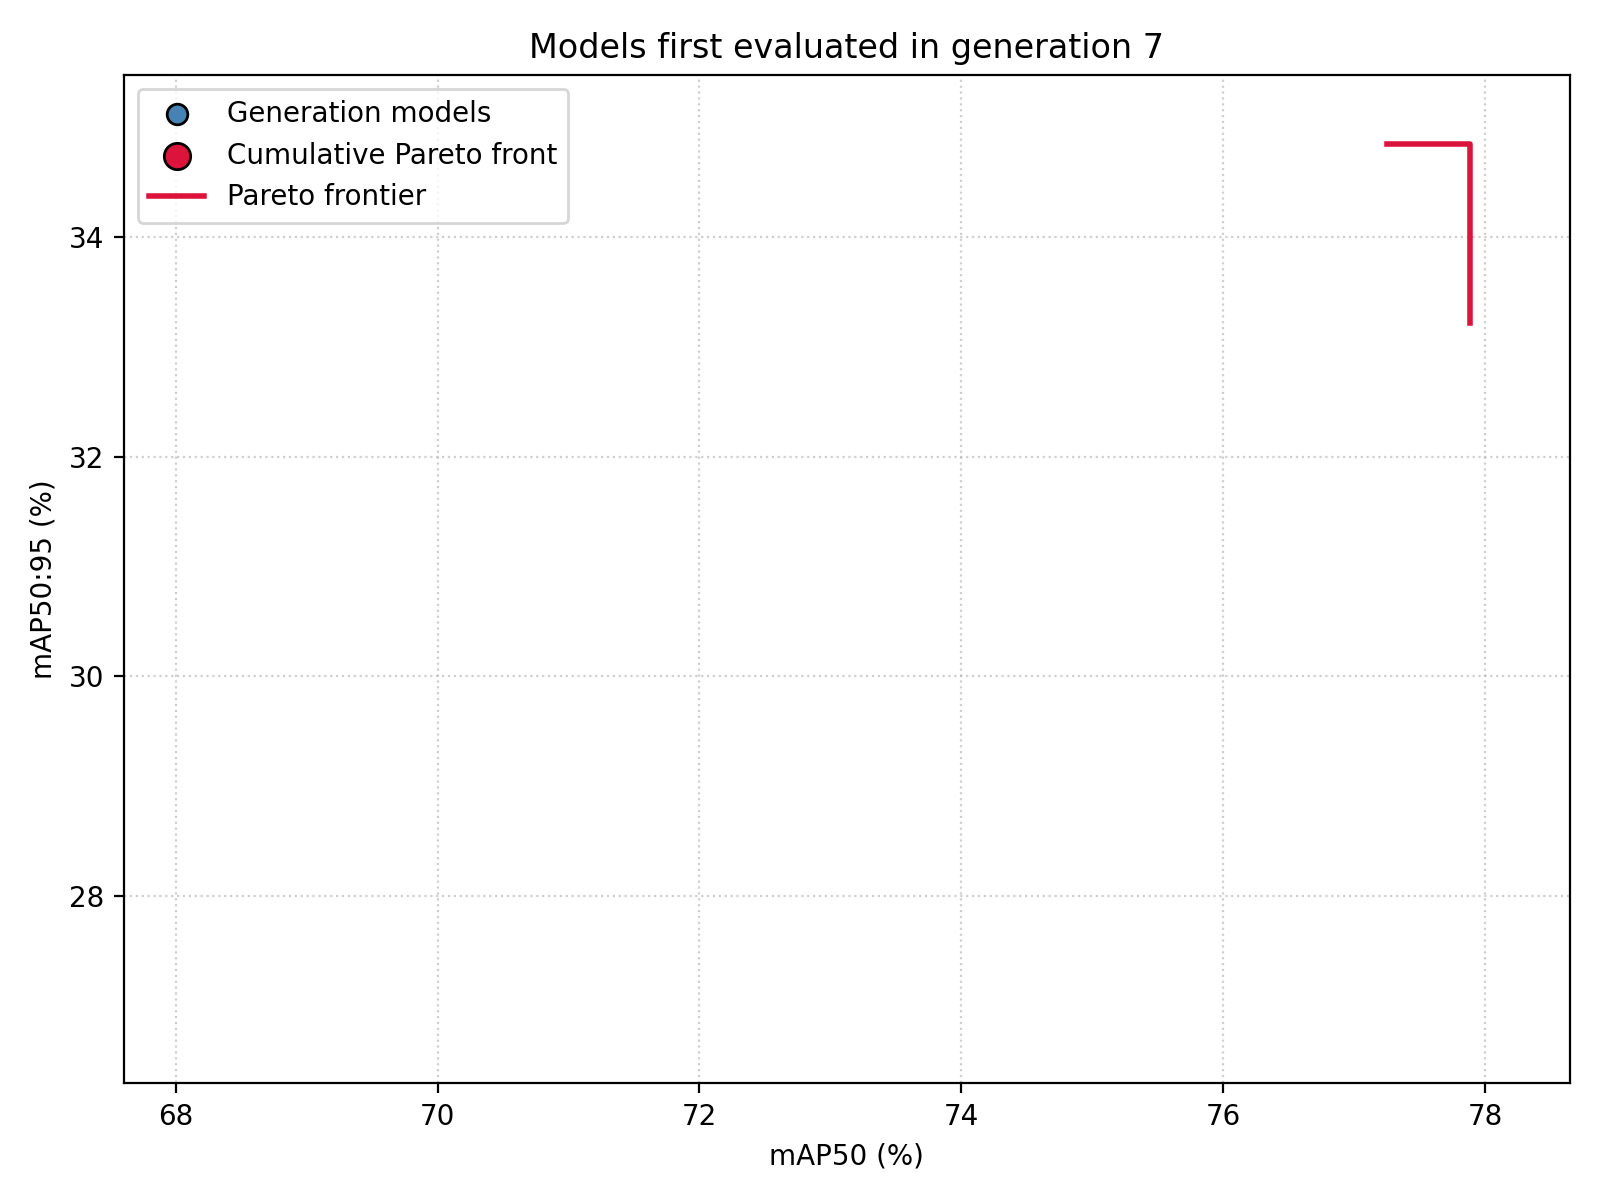 Models first evaluated in generation 7
Generation models
Cumulative Pareto front
Pareto frontier
34
32
30
28
mAP50:95 (%)
68 70 72 74 76 78
mAP50 (%)